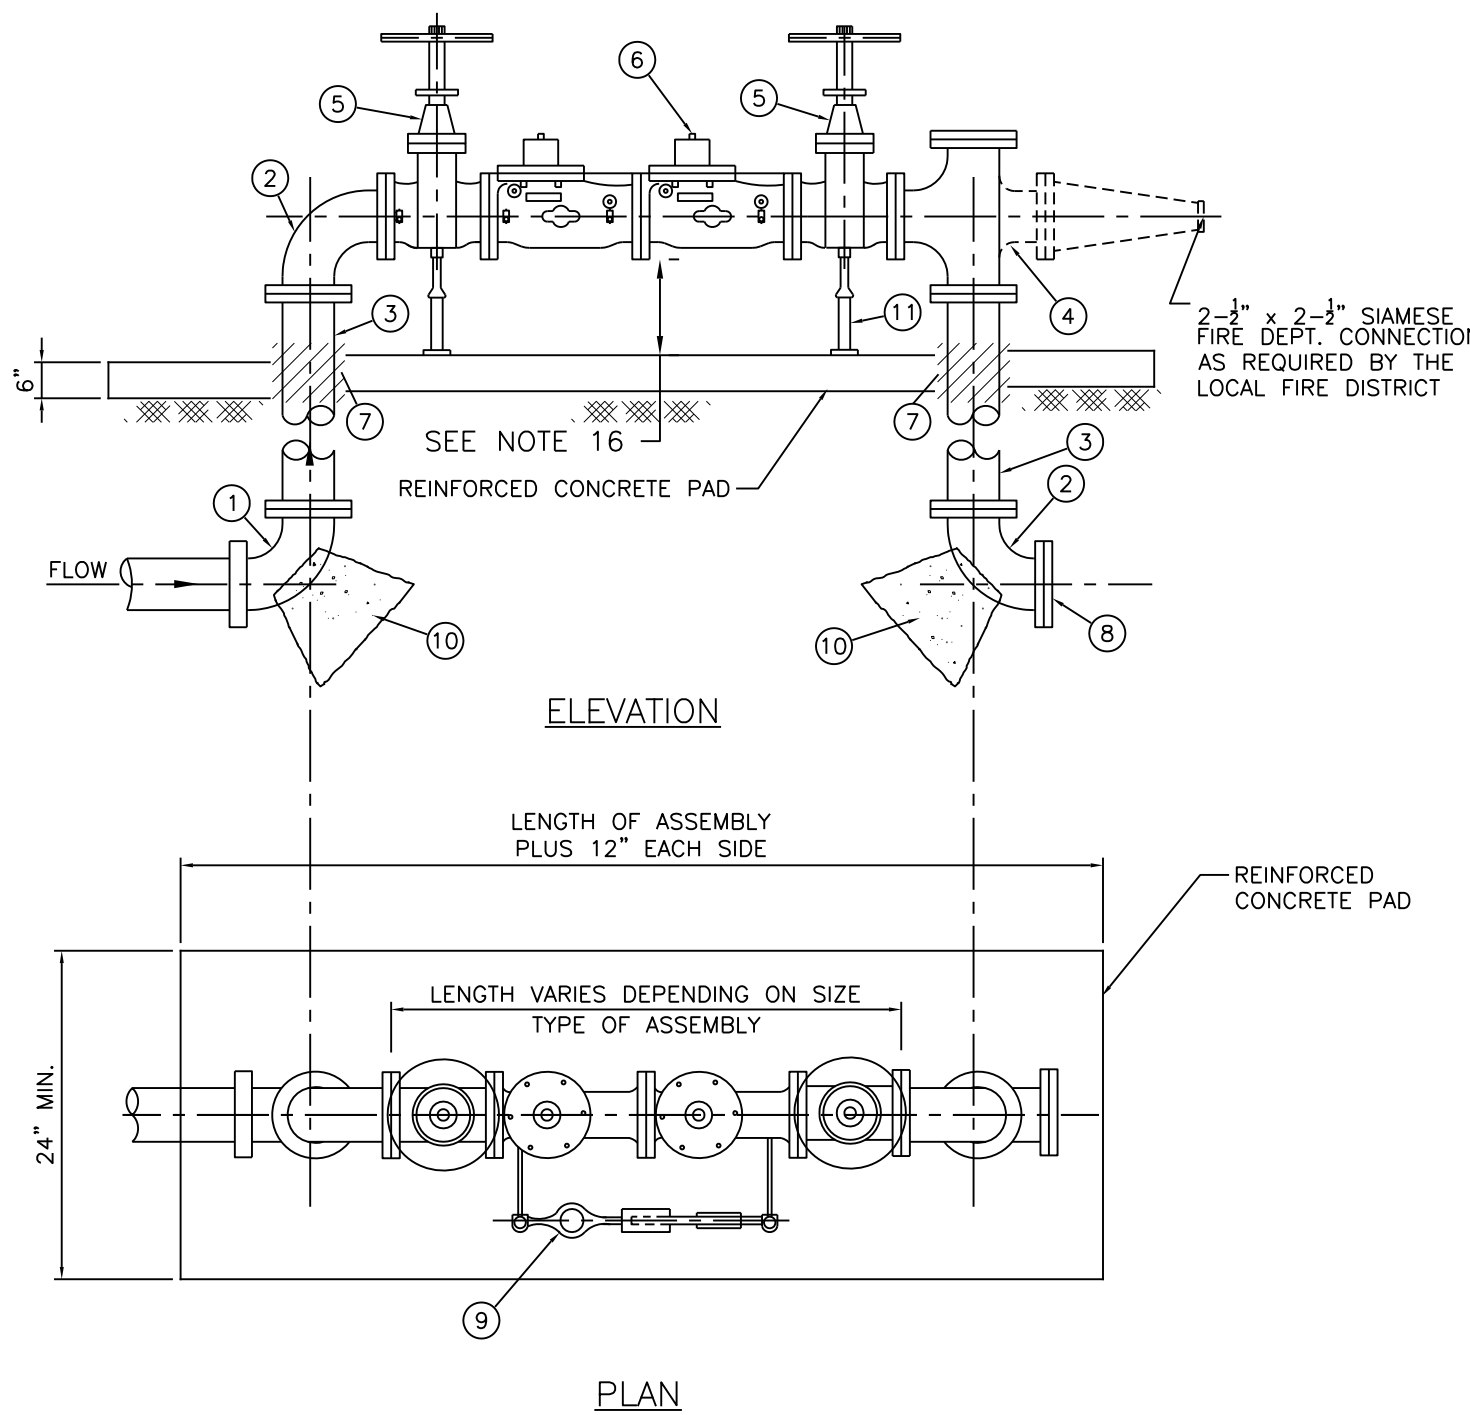 6
5
5
2
3
11
4
2-½" x 2-½" SIAMESE
FIRE DEPT. CONNECTION
AS REQUIRED BY THE
LOCAL FIRE DISTRICT
6"
7
7
SEE NOTE 16
REINFORCED CONCRETE PAD
3
2
1
FLOW
10
10
8
ELEVATION
LENGTH OF ASSEMBLY
PLUS 12" EACH SIDE
REINFORCED
CONCRETE PAD
LENGTH VARIES DEPENDING ON SIZE
TYPE OF ASSEMBLY
24" MIN.
9
PLAN